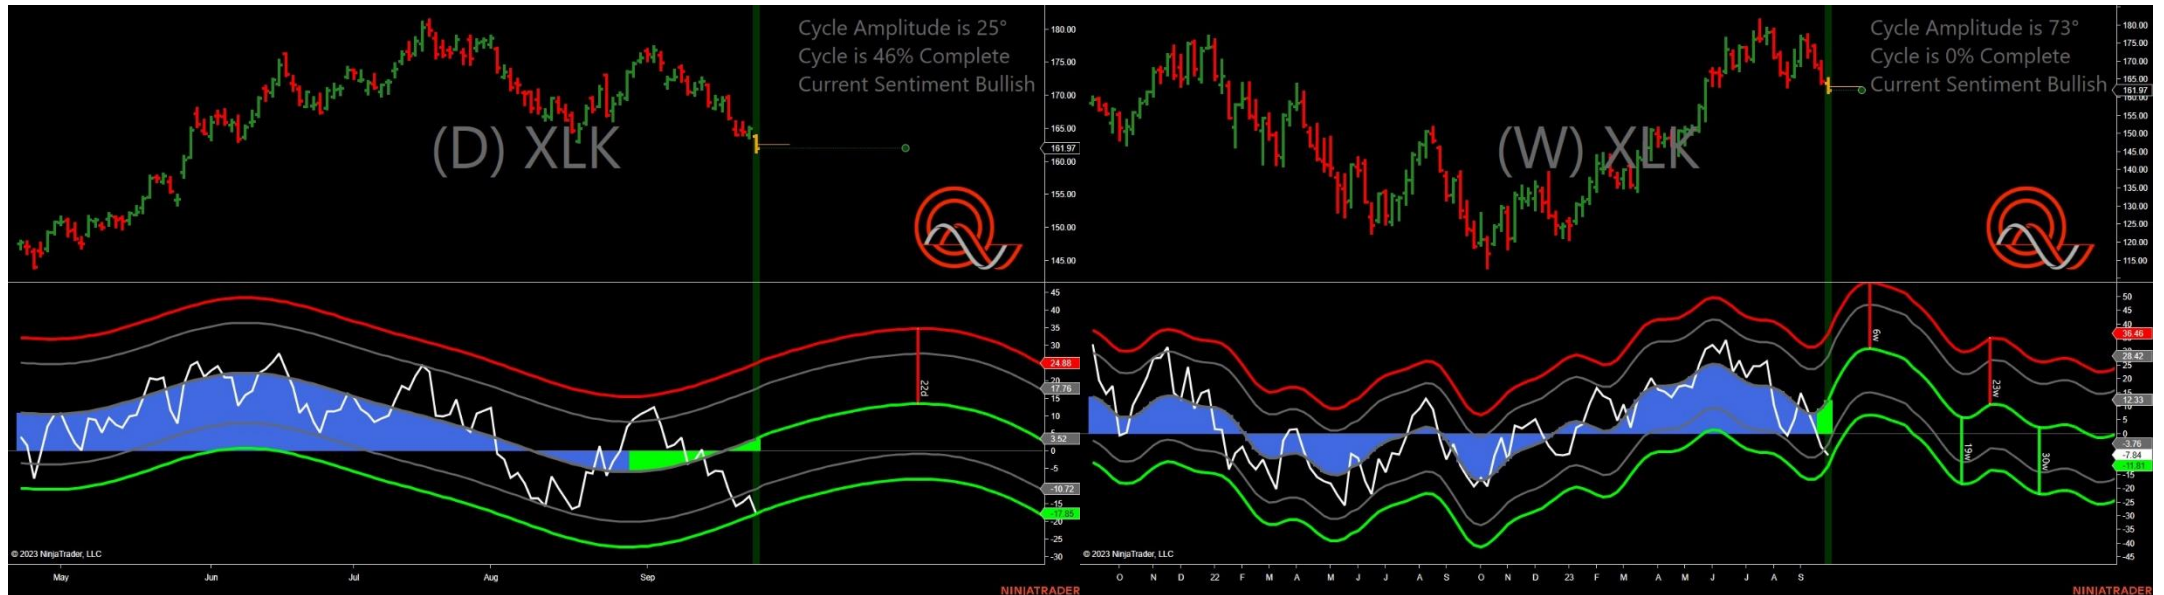 Cycle Amplitude is 25°
Cycle is 46% Complete
Current Sentiment Bullish
(D) XLK
180.00
175.00
170.00
165.00
161.97
160.00
155.00
150.00
145.00
45
40
35
30
24.88
20
17.76
15
10
5
3.52
0
-5
-10.72
-15
-17.85
-20
-25
-30
22d
© 2023 NinjaTrader, LLC
May
Jun
Jul
Aug
Sep
NINJATRADER
Cycle Amplitude is 73°
Cycle is 0% Complete
Current Sentiment Bullish
(W) XLK
180.00
175.00
170.00
165.00
161.97
155.00
150.00
145.00
140.00
135.00
130.00
125.00
120.00
115.00
50
45
40
36.46
28.42
25
20
15
12.33
5
0
-3.76
-7.84
-11.81
-15
-20
-25
-30
-35
-40
-45
6w
23w
19w
30w
© 2023 NinjaTrader, LLC
O N D 22 F M A M J J A S O N D 23 F M A M J J A S
NINJATRADER